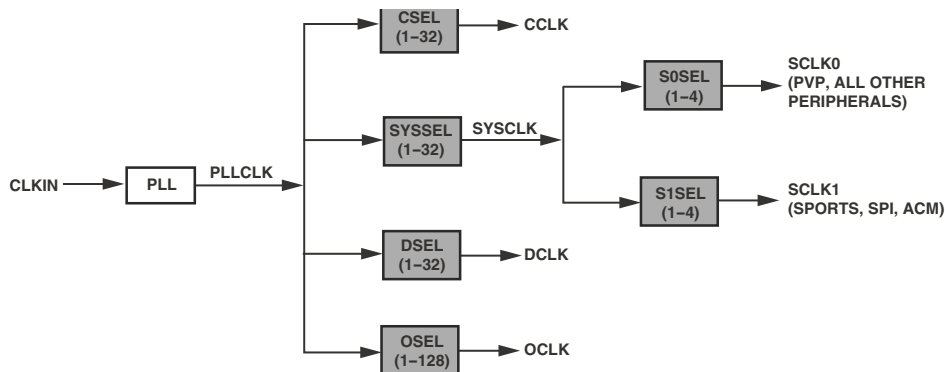 CSEL
(1–32)
CCLK
S0SEL
(1–4)
SCLK0
(PVP, ALL OTHER
PERIPHERALS)
SYSSEL
(1–32)
SYSCLK
CLKIN
PLL
PLLCLK
S1SEL
(1–4)
SCLK1
(SPORTS, SPI, ACM)
DSEL
(1–32)
DCLK
OSEL
(1–128)
OCLK